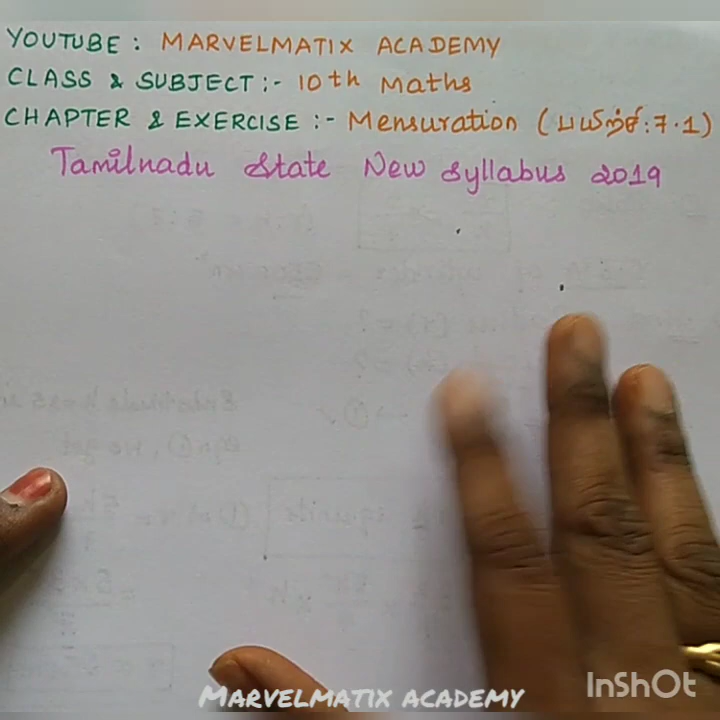 YOUTUBE : MARVELMATIX ACADEMY
CLASS & SUBJECT :- 10th Maths
CHAPTER & EXERCISE :- Mensuration (பயிற்சி : 7.1)
Tamilnadu State New Syllabus 2019
MARVELMATIX ACADEMY
InShOt